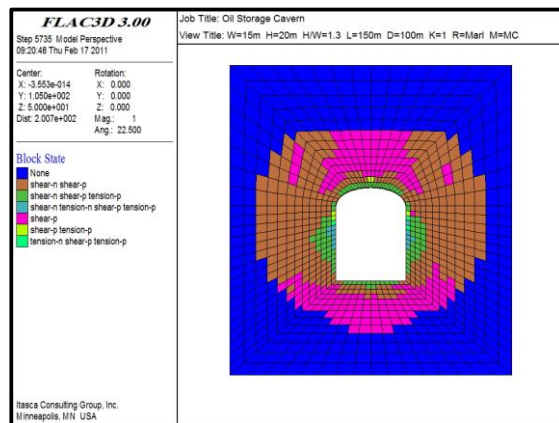 FLAC3D 3.00
Step 5735 Model Perspective
09:20:48 Thu Feb 17 2011
Center:
X: -3.553e-014
Y: 1.050e+002
Z: 5.000e+001
Dist: 2.007e+002
Rotation:
X: 0.000
Y: 0.000
Z: 0.000
Mag.: 1
Ang.: 22.500
Block State
None
shear-n shear-p
shear-n shear-p tension-p
shear-n tension-n shear-p tension-p
shear-p
shear-p tension-p
tension-n shear-p tension-p
Itasca Consulting Group, Inc.
Minneapolis, MN USA
Job Title: Oil Storage Cavern
View Title: W=15m H=20m H/W=1.3 L=150m D=100m K=1 R=Marl M=MC